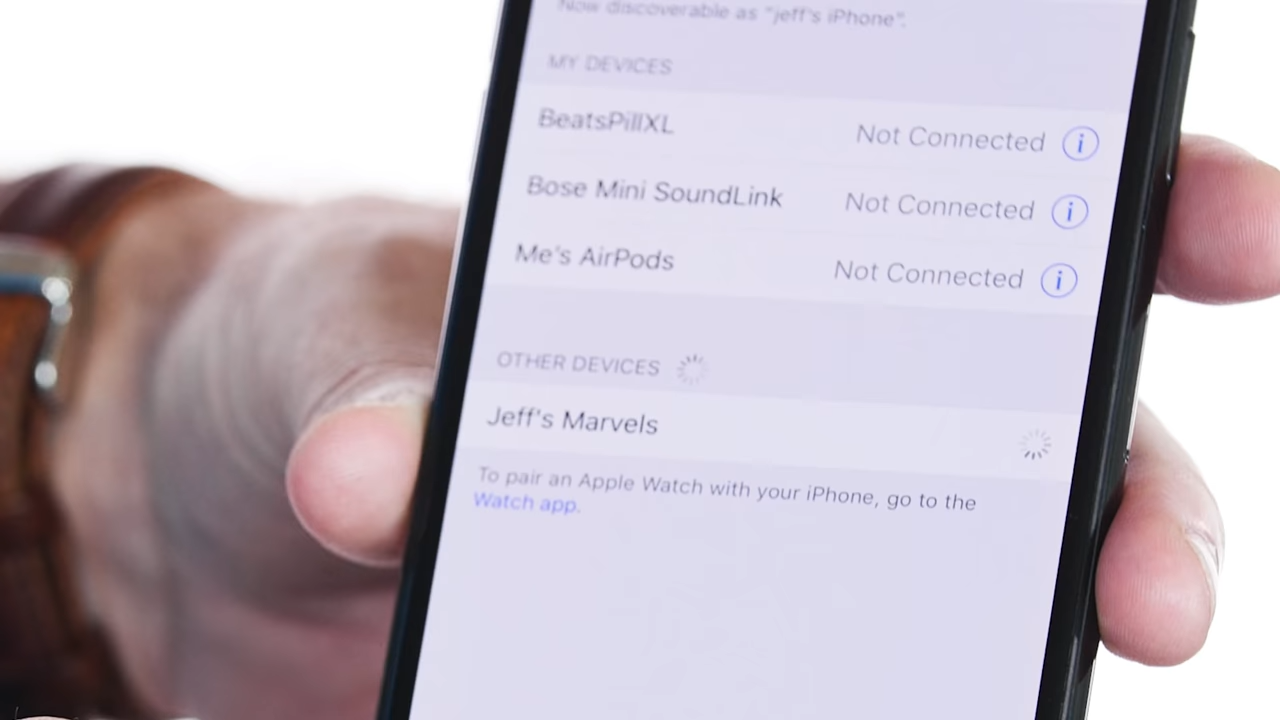 Now discoverable as "jeff's iPhone".
MY DEVICES
BeatsPillXL Not Connected i
Bose Mini SoundLink Not Connected i
Me's AirPods Not Connected i
OTHER DEVICES
Jeff's Marvels
To pair an Apple Watch with your iPhone, go to the
Watch app.